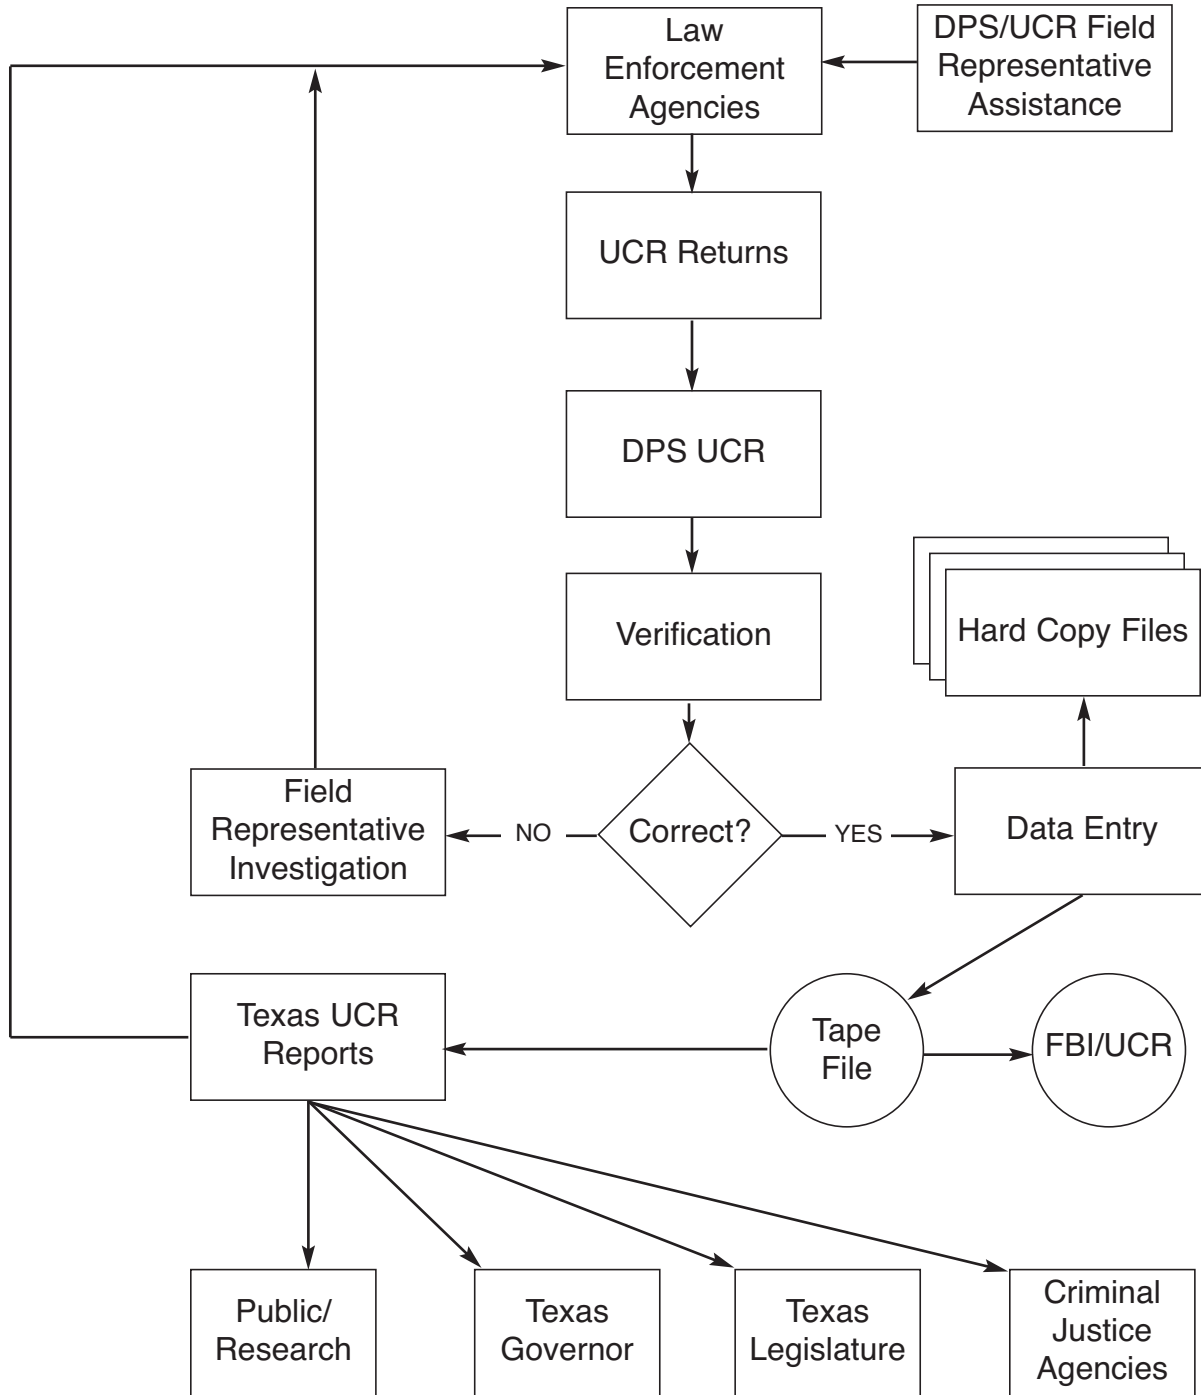 Law
Enforcement
Agencies
DPS/UCR Field
Representative
Assistance
UCR Returns
DPS UCR
Verification
Hard Copy Files
Field
Representative
Investigation
NO
Correct?
YES
Data Entry
Texas UCR
Reports
Tape
File
FBI/UCR
Public/
Research
Texas
Governor
Texas
Legislature
Criminal
Justice
Agencies